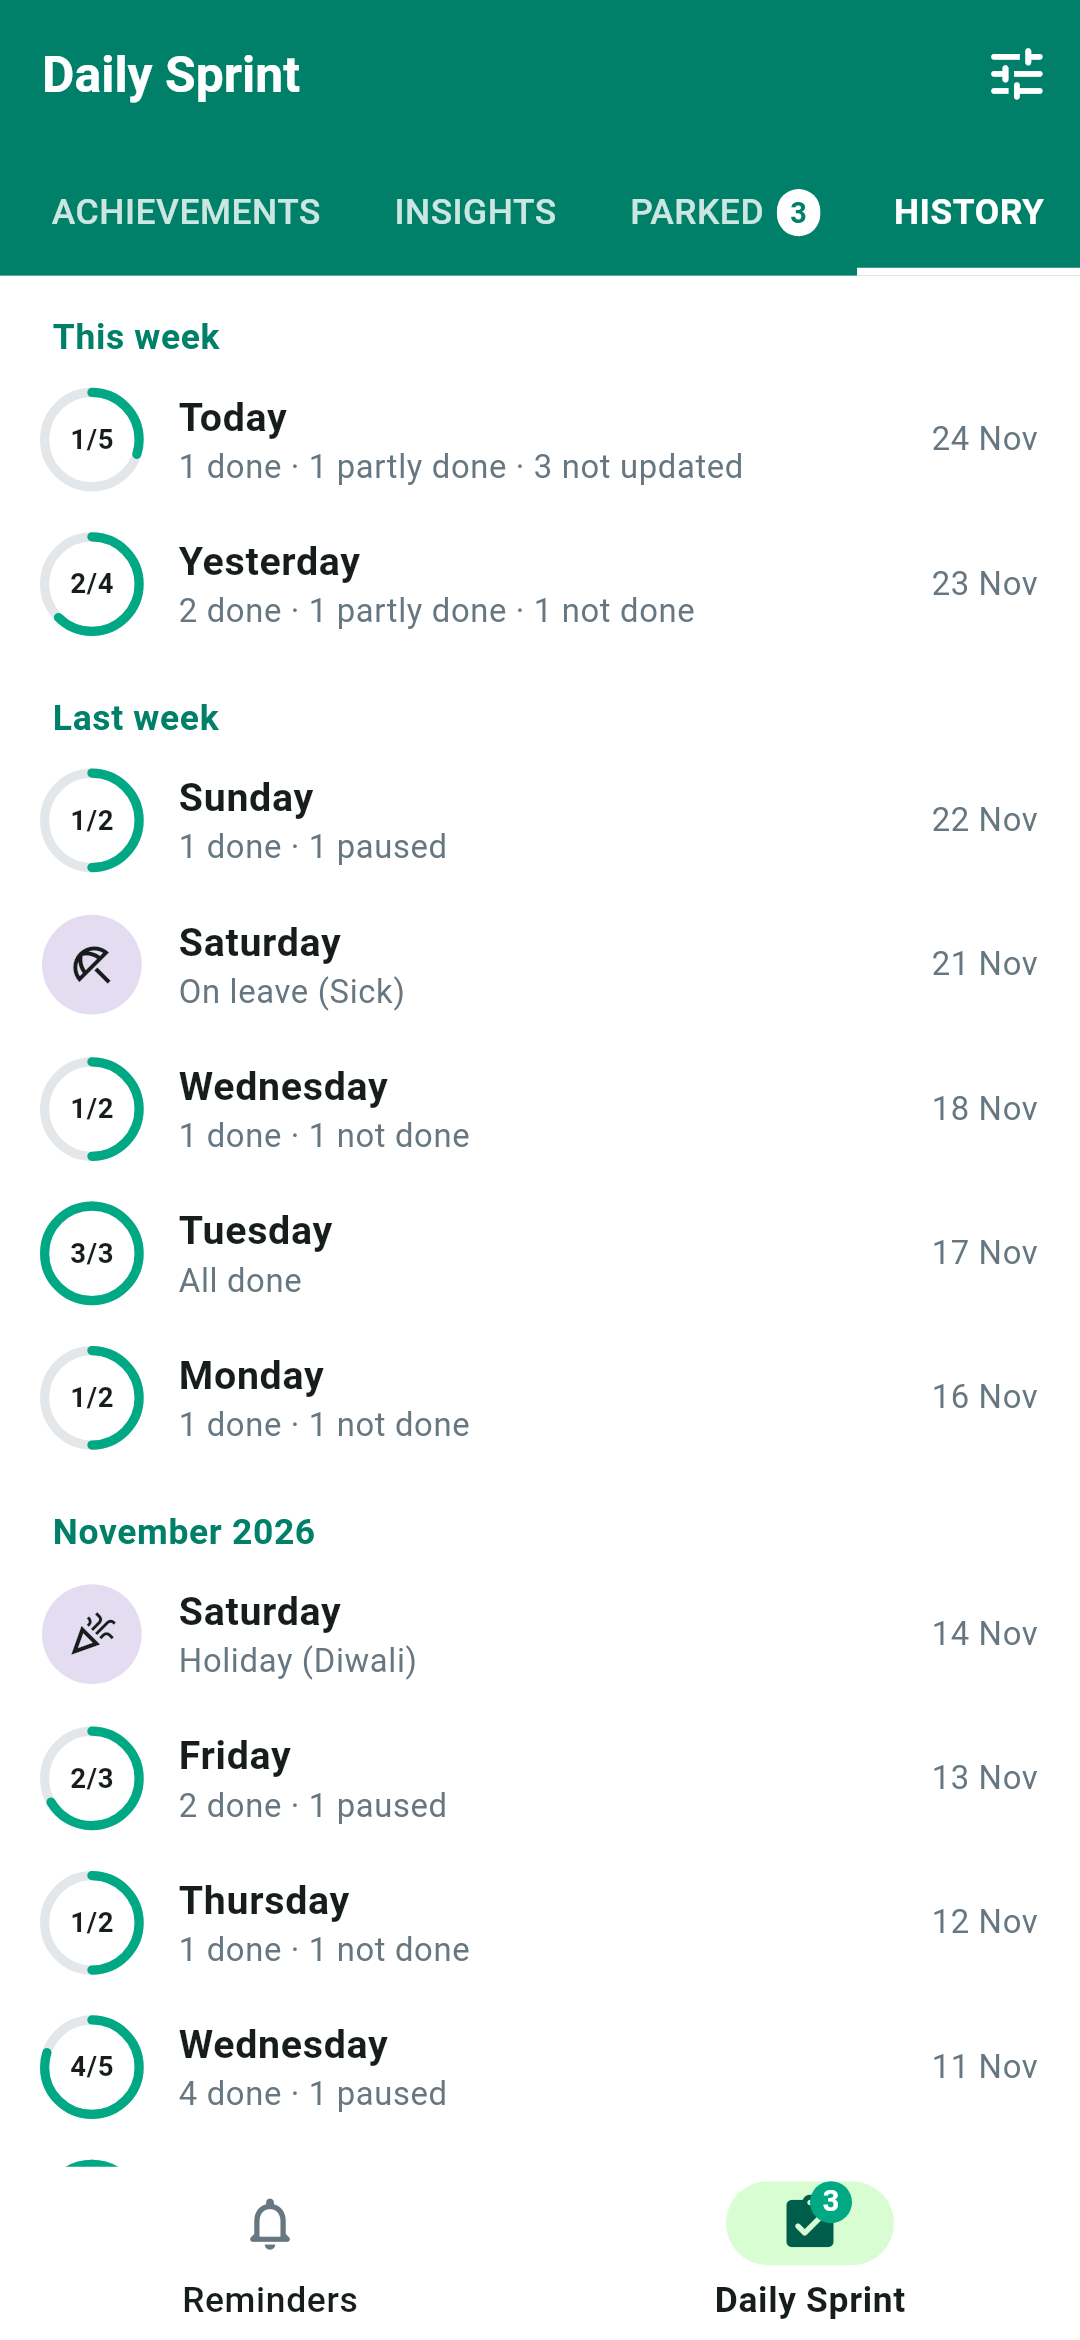 Daily Sprint
ACHIEVEMENTS INSIGHTS PARKED 3 HISTORY
This week
1/5 Today 24 Nov
1 done · 1 partly done · 3 not updated
2/4 Yesterday 23 Nov
2 done · 1 partly done · 1 not done
Last week
1/2 Sunday 22 Nov
1 done · 1 paused
Saturday 21 Nov
On leave (Sick)
1/2 Wednesday 18 Nov
1 done · 1 not done
3/3 Tuesday 17 Nov
All done
1/2 Monday 16 Nov
1 done · 1 not done
November 2026
Saturday 14 Nov
Holiday (Diwali)
2/3 Friday 13 Nov
2 done · 1 paused
1/2 Thursday 12 Nov
1 done · 1 not done
4/5 Wednesday 11 Nov
4 done · 1 paused
3
Reminders Daily Sprint